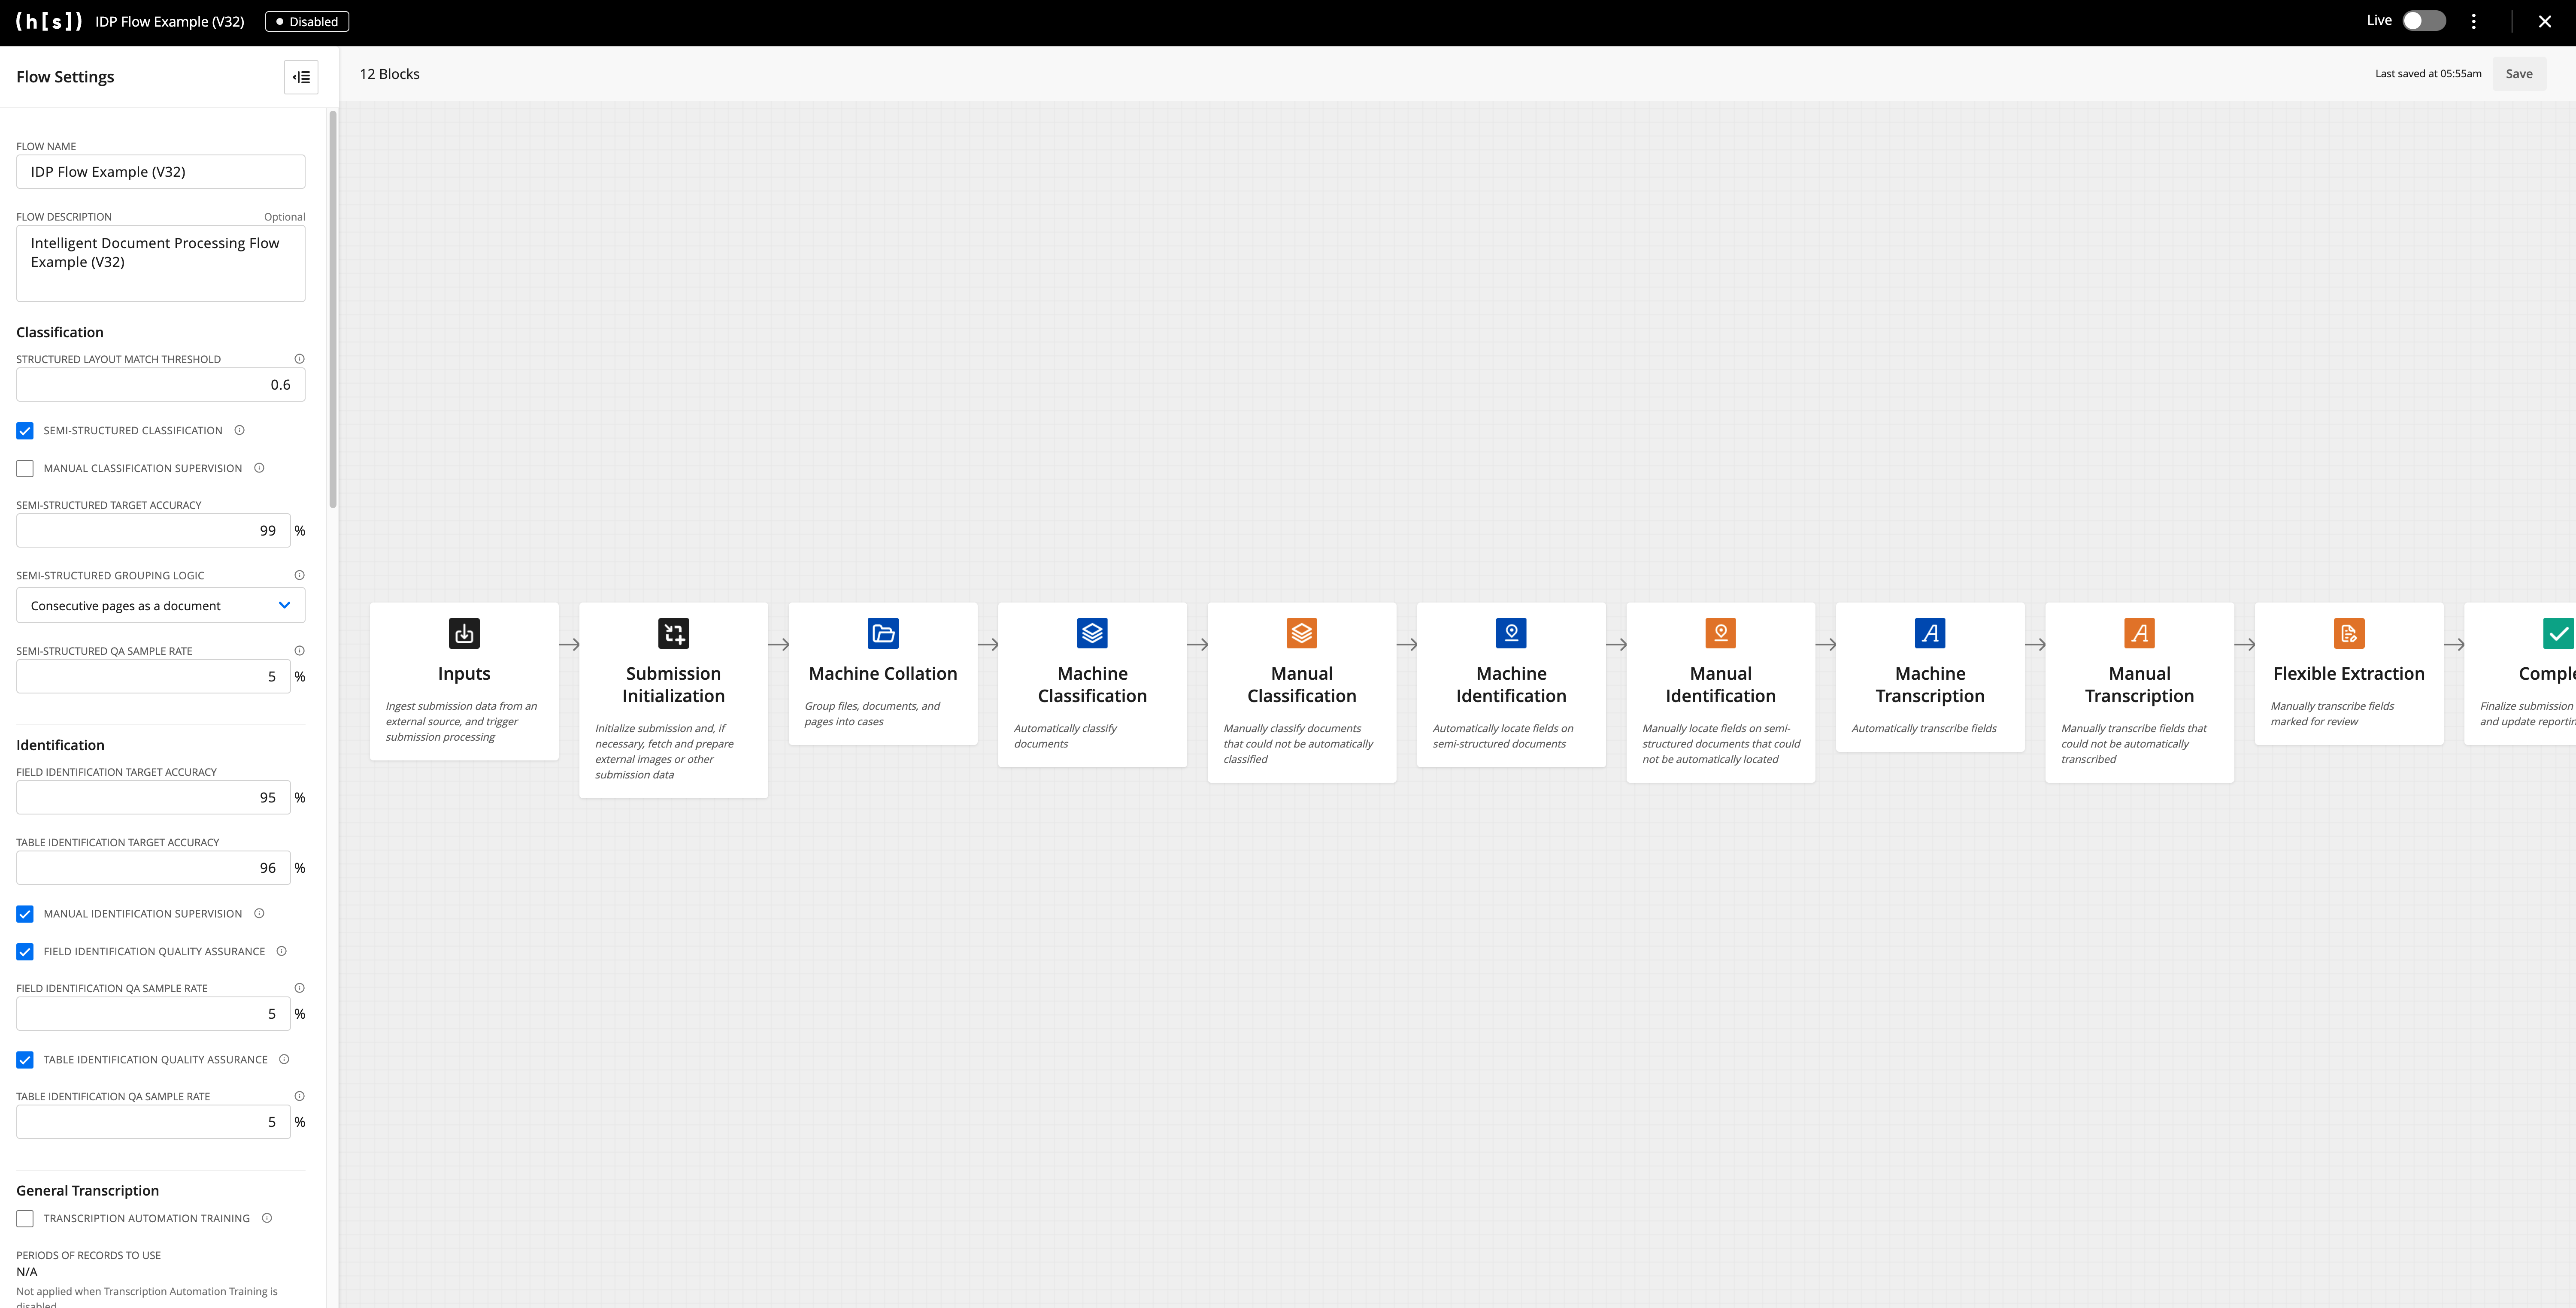 (h[s]) IDP Flow Example (V32) Disabled Live
Flow Settings
12 Blocks
Last saved at 05:55am Save
FLOW NAME
IDP Flow Example (V32)
FLOW DESCRIPTION Optional
Intelligent Document Processing Flow
Example (V32)
Classification
STRUCTURED LAYOUT MATCH THRESHOLD
0.6
SEMI-STRUCTURED CLASSIFICATION
MANUAL CLASSIFICATION SUPERVISION
SEMI-STRUCTURED TARGET ACCURACY
99 %
SEMI-STRUCTURED GROUPING LOGIC
Consecutive pages as a document
SEMI-STRUCTURED QA SAMPLE RATE
5 %
Identification
FIELD IDENTIFICATION TARGET ACCURACY
95 %
TABLE IDENTIFICATION TARGET ACCURACY
96 %
MANUAL IDENTIFICATION SUPERVISION
FIELD IDENTIFICATION QUALITY ASSURANCE
FIELD IDENTIFICATION QA SAMPLE RATE
5 %
TABLE IDENTIFICATION QUALITY ASSURANCE
TABLE IDENTIFICATION QA SAMPLE RATE
5 %
General Transcription
TRANSCRIPTION AUTOMATION TRAINING
PERIODS OF RECORDS TO USE
N/A
Not applied when Transcription Automation Training is
disabled
Inputs
Ingest submission data from an
external source, and trigger
submission processing
Submission
Initialization
Initialize submission and, if
necessary, fetch and prepare
external images or other
submission data
Machine Collation
Group files, documents, and
pages into cases
Machine
Classification
Automatically classify
documents
Manual
Classification
Manually classify documents
that could not be automatically
classified
Machine
Identification
Automatically locate fields on
semi-structured documents
Manual
Identification
Manually locate fields on semi-
structured documents that could
not be automatically located
Machine
Transcription
Automatically transcribe fields
Manual
Transcription
Manually transcribe fields that
could not be automatically
transcribed
Flexible Extraction
Manually transcribe fields
marked for review
Comple
Finalize submission
and update reportin